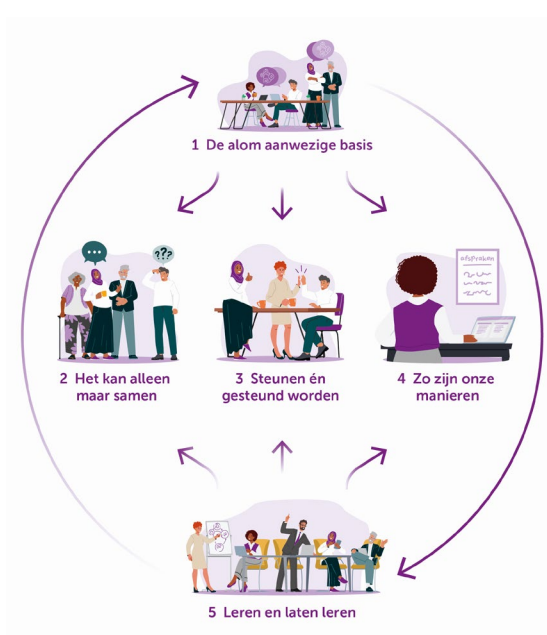 1 De alom aanwezige basis
...
???
afspraken
2 Het kan alleen
maar samen
3 Steunen én
gesteund worden
4 Zo zijn onze
manieren
5 Leren en laten leren